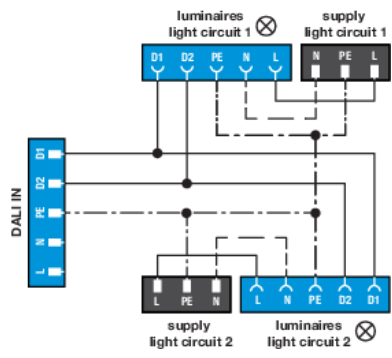 luminaires
light circuit 1
supply
light circuit 1
D1 D2 PE N L
N PE L
DALI IN
D1
D2
PE
N
L
L PE N
L N PE D2 D1
supply
light circuit 2
luminaires
light circuit 2